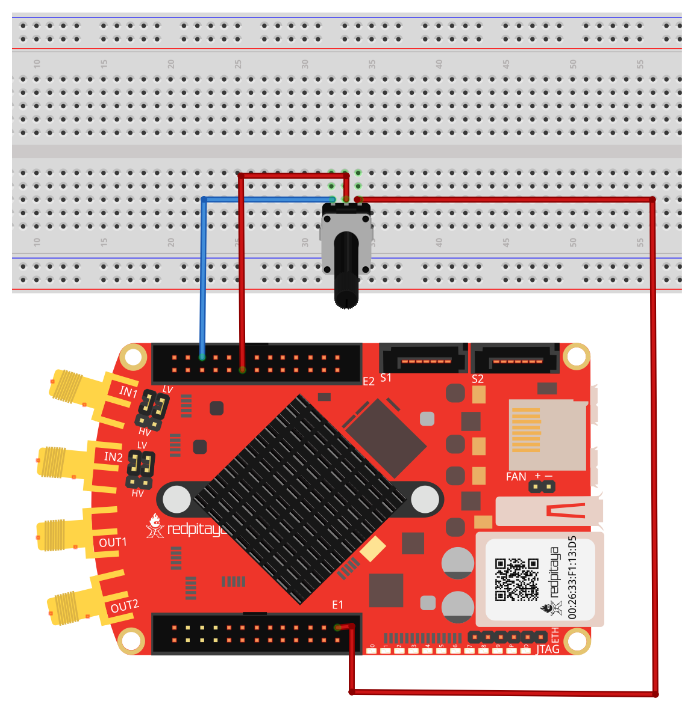 10 15 20 25 30 35 40 45 50 55
10 15 20 25 35 40 45 50 55
E2
S1
S2
IN1
LV
HV
IN2
LV
HV
FAN + −
OUT1
redpitaya
redpitaya
00:26:33:F1:13:D5
OUT2
E1
ETH
JTAG